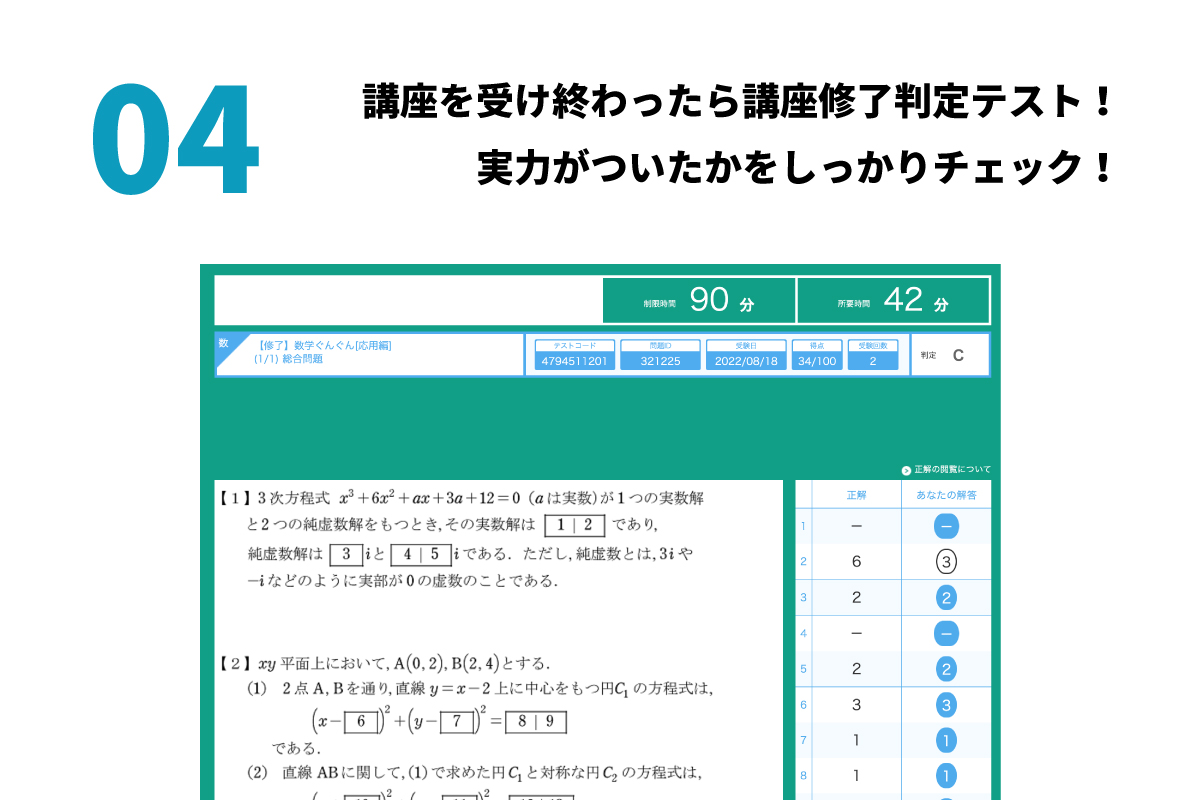 04
講座を受け終わったら講座修了判定テスト！
実力がついたかをしっかりチェック！
制限時間 90 分 所要時間 42 分
数
【修了】数学ぐんぐん[応用編]
(1/1) 総合問題
テストコード 問題ID 受験日 得点 受験回数
4794511201 321225 2022/08/18 34/100 2
判定 C
正解の閲覧について
【1】3次方程式 x³+6x²+ax+3a+12=0 (aは実数)が1つの実数解
と2つの純虚数解をもつとき,その実数解は 1 | 2 であり,
純虚数解は 3 iと 4 | 5 iである. ただし,純虚数とは,3iや
−iなどのように実部が0の虚数のことである.
【2】xy平面上において, A(0, 2), B(2, 4)とする.
(1) 2点A, Bを通り,直線 y=x−2 上に中心をもつ円C₁の方程式は,
(x− 6 )²+(y− 7 )²= 8 | 9
である.
(2) 直線ABに関して,(1)で求めた円C₁と対称な円C₂の方程式は,
正解 あなたの解答
1 − −
2 6 3
3 2 2
4 − −
5 2 2
6 3 3
7 1 1
8 1 1